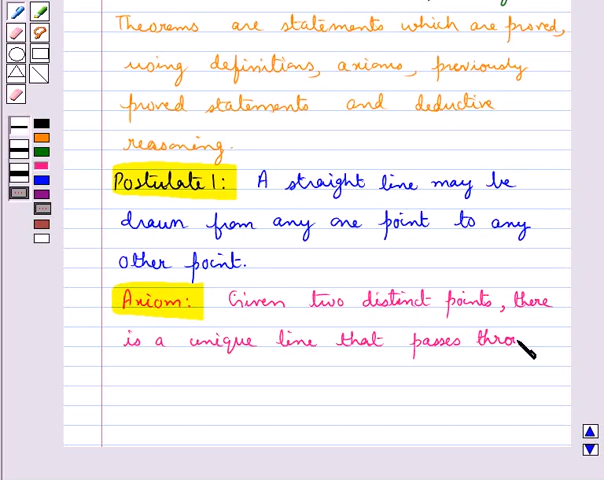 Theorems are statements which are proved,
using definitions, axioms, previously
proved statements and deductive
reasoning.
Postulate 1: A straight line may be
drawn from any one point to any
other point.
Axiom: Given two distinct points, there
is a unique line that passes thro